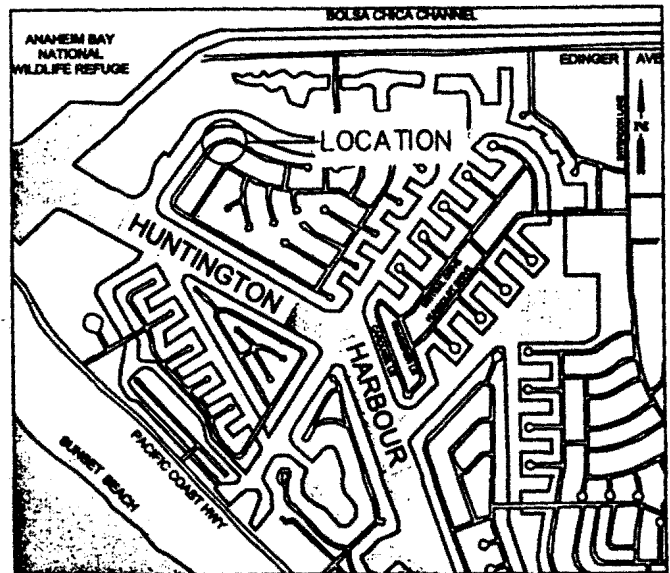 BOLSA CHICA CHANNEL
ANAHEIM BAY
NATIONAL
WILDLIFE REFUGE
EDINGER AVE
LOCATION
HUNTINGTON
HARBOUR
SUNSET BEACH
PACIFIC COAST HWY